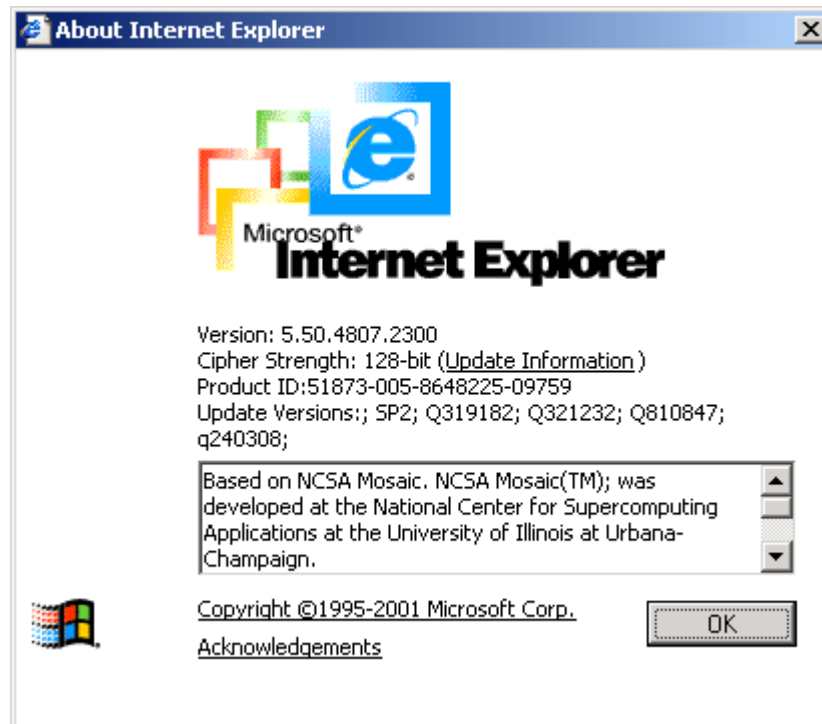 About Internet Explorer
Microsoft®
Internet Explorer
Version: 5.50.4807.2300
Cipher Strength: 128-bit (Update Information )
Product ID:51873-005-8648225-09759
Update Versions:; SP2; Q319182; Q321232; Q810847;
q240308;
Based on NCSA Mosaic. NCSA Mosaic(TM); was
developed at the National Center for Supercomputing
Applications at the University of Illinois at Urbana-
Champaign.
Copyright ©1995-2001 Microsoft Corp.
OK
Acknowledgements